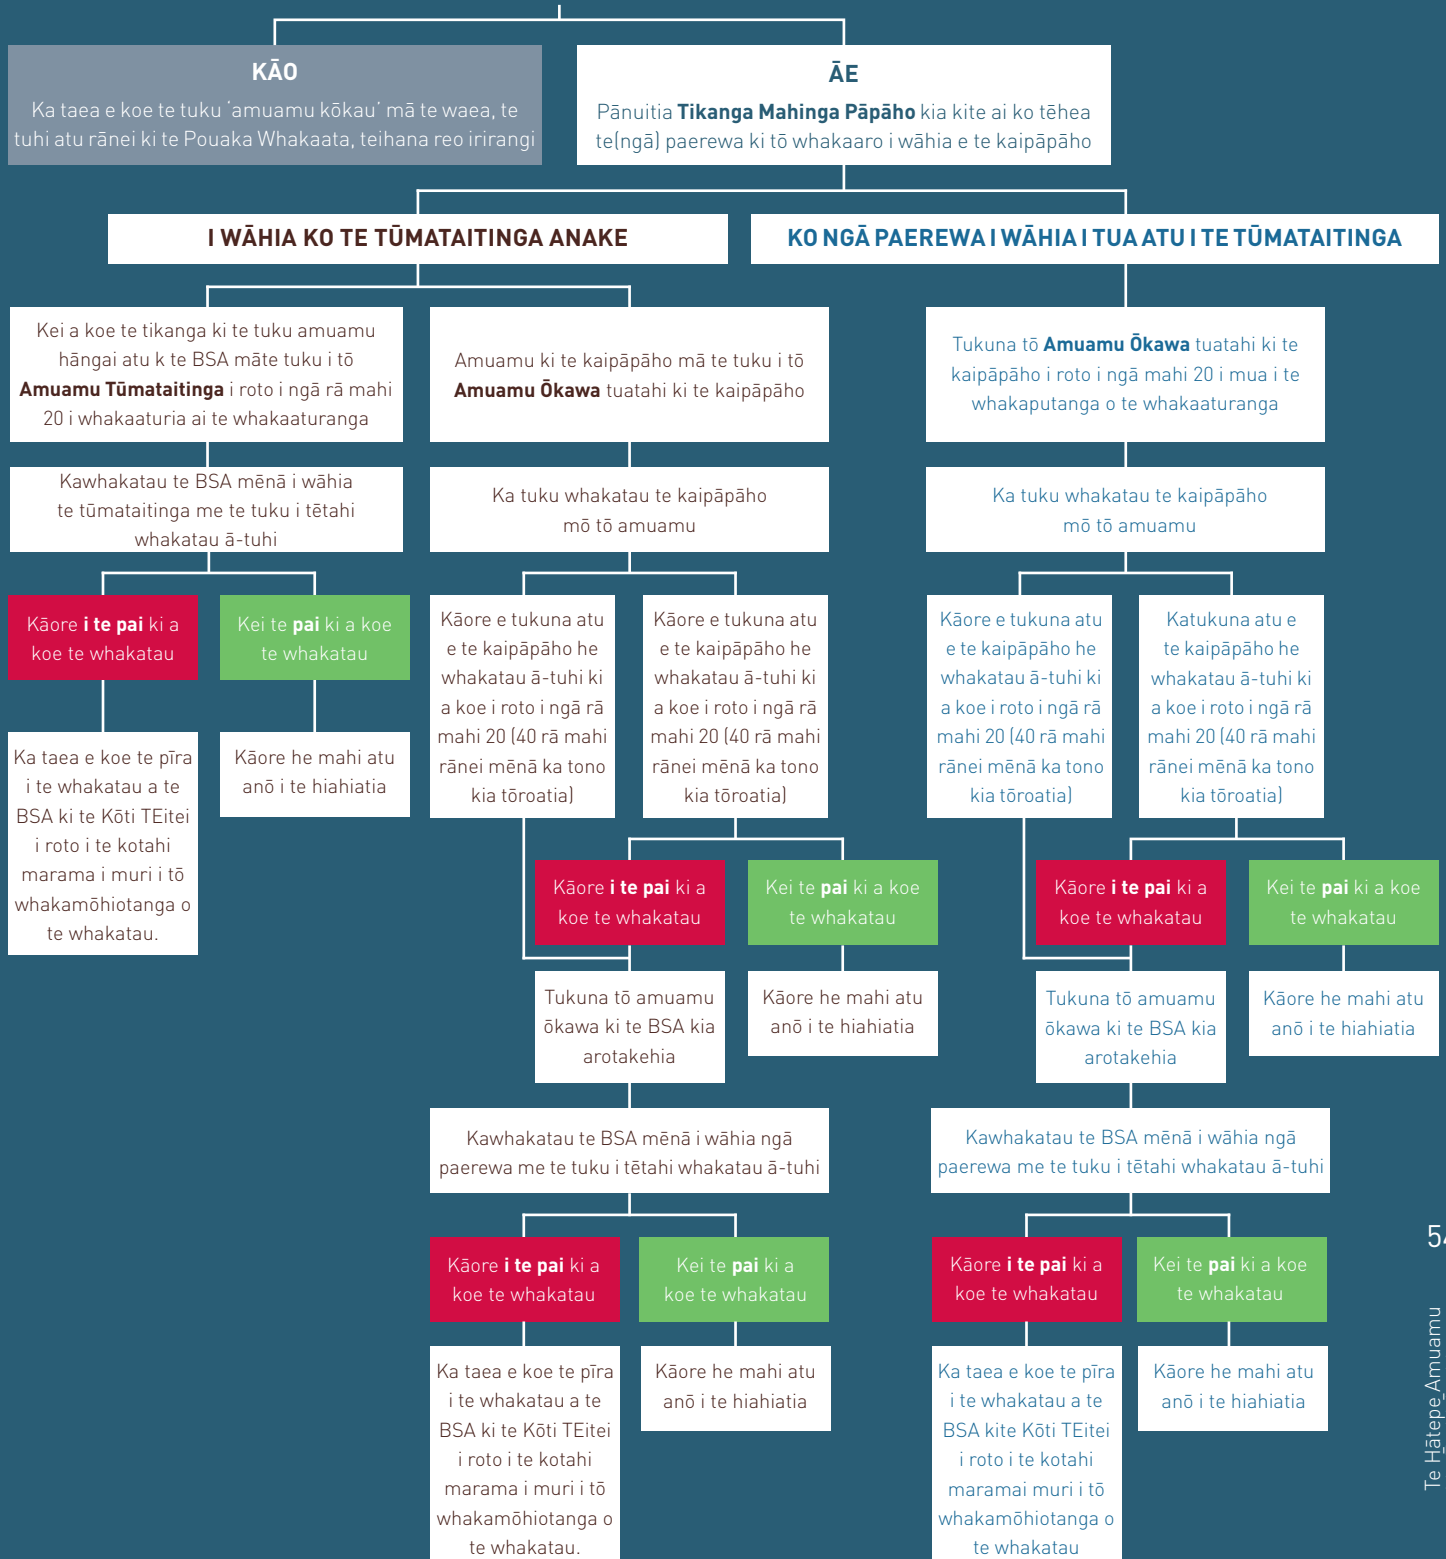 KĀO
Ka taea e koe te tuku ‘amuamu kōkau’ mā te waea, te
tuhi atu rānei ki te Pouaka Whakaata, teihana reo irirangi
ĀE
Pānuitia Tikanga Mahinga Pāpāho kia kite ai ko tēhea
te(ngā) paerewa ki tō whakaaro i wāhia e te kaipāpāho
I WĀHIA KO TE TŪMATAITINGA ANAKE
KO NGĀ PAEREWA I WĀHIA I TUA ATU I TE TŪMATAITINGA
Kei a koe te tikanga ki te tuku amuamu
hāngai atu k te BSA māte tuku i tō
Amuamu Tūmataitinga i roto i ngā rā mahi
20 i whakaaturia ai te whakaaturanga
Amuamu ki te kaipāpāho mā te tuku i tō
Amuamu Ōkawa tuatahi ki te kaipāpāho
Tukuna tō Amuamu Ōkawa tuatahi ki te
kaipāpāho i roto i ngā mahi 20 i mua i te
whakaputanga o te whakaaturanga
Kawhakatau te BSA mēnā i wāhia
te tūmataitinga me te tuku i tētahi
whakatau ā-tuhi
Ka tuku whakatau te kaipāpāho
mō tō amuamu
Ka tuku whakatau te kaipāpāho
mō tō amuamu
Kāore i te pai ki a
koe te whakatau
Kei te pai ki a koe
te whakatau
Kāore e tukuna atu
e te kaipāpāho he
whakatau ā-tuhi ki
a koe i roto i ngā rā
mahi 20 (40 rā mahi
rānei mēnā ka tono
kia tōroatia)
Kāore e tukuna atu
e te kaipāpāho he
whakatau ā-tuhi ki
a koe i roto i ngā rā
mahi 20 (40 rā mahi
rānei mēnā ka tono
kia tōroatia)
Kāore e tukuna atu
e te kaipāpāho he
whakatau ā-tuhi ki
a koe i roto i ngā rā
mahi 20 (40 rā mahi
rānei mēnā ka tono
kia tōroatia)
Katukuna atu e
te kaipāpāho he
whakatau ā-tuhi ki
a koe i roto i ngā rā
mahi 20 (40 rā mahi
rānei mēnā ka tono
kia tōroatia)
Ka taea e koe te pīra
i te whakatau a te
BSA ki te Kōti TEitei
i roto i te kotahi
marama i muri i tō
whakamōhiotanga o
te whakatau.
Kāore he mahi atu
anō i te hiahiatia
Kāore i te pai ki a
koe te whakatau
Kei te pai ki a koe
te whakatau
Kāore i te pai ki a
koe te whakatau
Kei te pai ki a koe
te whakatau
Tukuna tō amuamu
ōkawa ki te BSA kia
arotakehia
Kāore he mahi atu
anō i te hiahiatia
Tukuna tō amuamu
ōkawa ki te BSA kia
arotakehia
Kāore he mahi atu
anō i te hiahiatia
Kawhakatau te BSA mēnā i wāhia ngā
paerewa me te tuku i tētahi whakatau ā-tuhi
Kawhakatau te BSA mēnā i wāhia ngā
paerewa me te tuku i tētahi whakatau ā-tuhi
Kāore i te pai ki a
koe te whakatau
Kei te pai ki a
koe te whakatau
Kāore i te pai ki a
koe te whakatau
Kei te pai ki a koe
te whakatau
Ka taea e koe te pīra
i te whakatau a te
BSA ki te Kōti TEitei
i roto i te kotahi
marama i muri i tō
whakamōhiotanga o
te whakatau.
Kāore he mahi atu
anō i te hiahiatia
Ka taea e koe te pīra
i te whakatau a te
BSA kite Kōti TEitei
i roto i te kotahi
maramai muri i tō
whakamōhiotanga o
te whakatau
Kāore he mahi atu
anō i te hiahiatia
54
Te Hātepe Amuamu